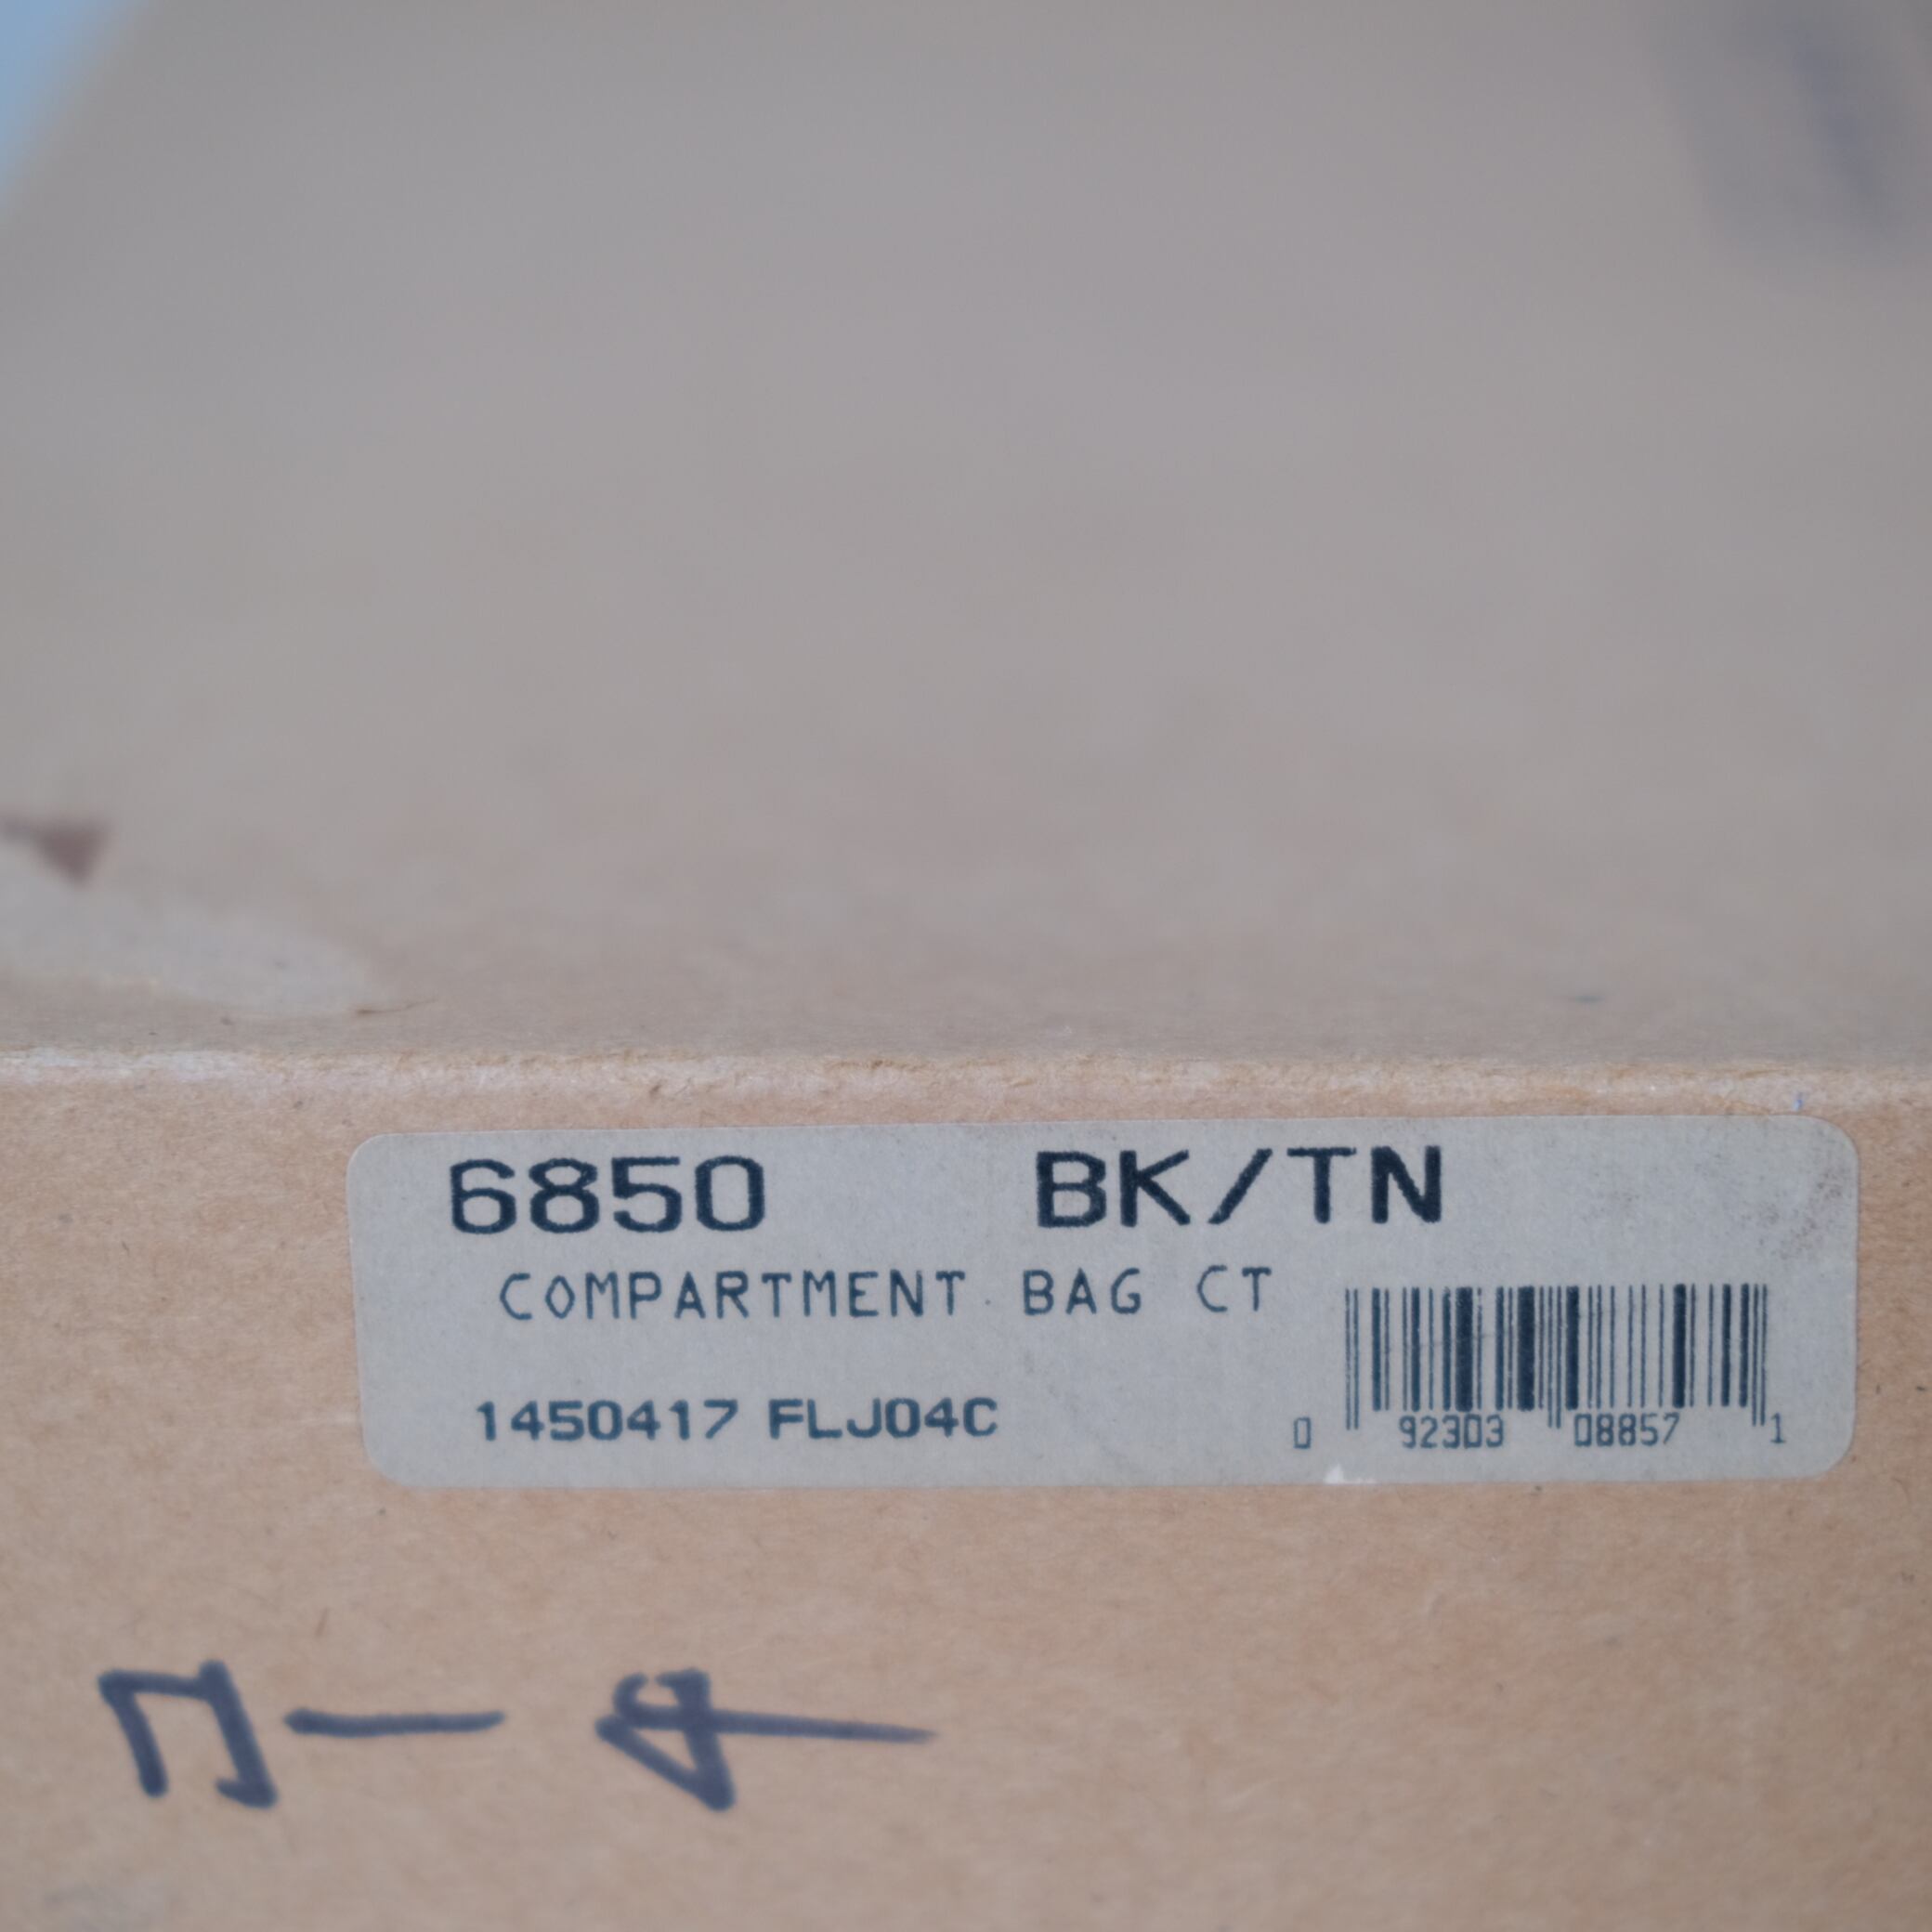 6850 BK/TN
COMPARTMENT BAG CT
1450417 FLJ04C
0 92303 08857 1